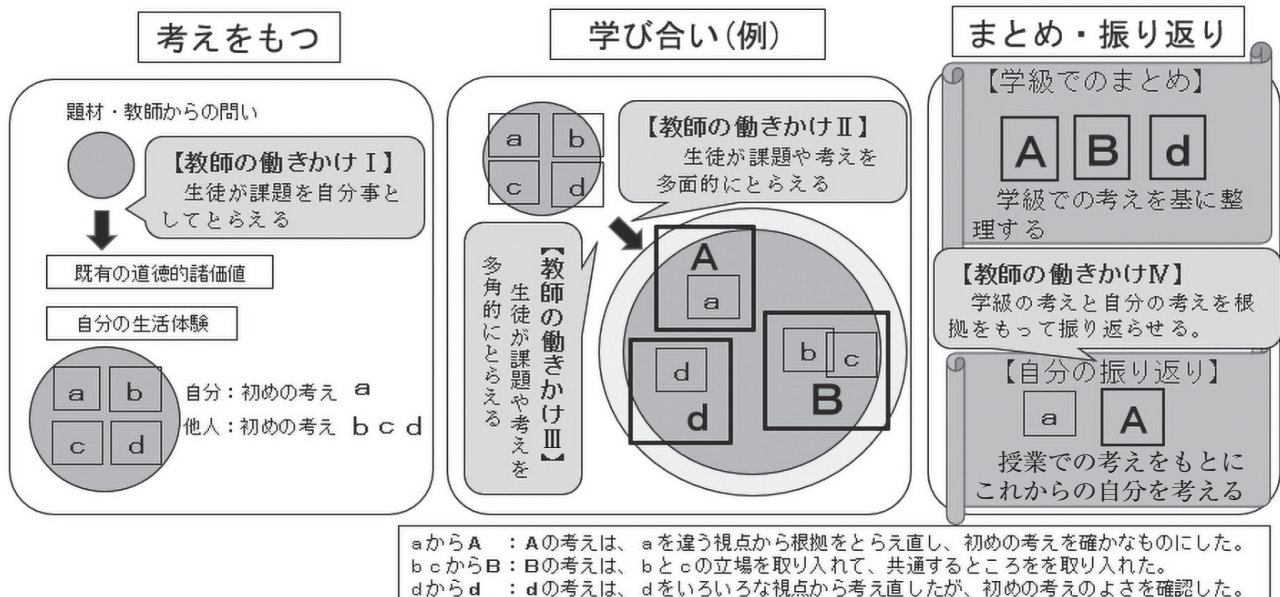 考えをもつ
題材・教師からの問い
【教師の働きかけⅠ】
生徒が課題を自分事と
してとらえる
既有の道徳的諸価値
自分の生活体験
a
b
c
d
自分：初めの考え a
他人：初めの考え b c d
学び合い(例)
a
b
c
d
【教師の働きかけⅡ】
生徒が課題や考えを
多面的にとらえる
【教師の働きかけⅢ】
生徒が課題や考えを
多角的にとらえる
A
a
b
c
B
d
d
まとめ・振り返り
【学級でのまとめ】
A
B
d
学級での考えを基に整
理する
【教師の働きかけⅣ】
学級の考えと自分の考えを根
拠をもって振り返らせる。
【自分の振り返り】
a
A
授業での考えをもとに
これからの自分を考える
aからA ：Aの考えは、aを違う視点から根拠をとらえ直し、初めの考えを確かなものにした。
b cからB：Bの考えは、bとcの立場を取り入れて、共通するところをを取り入れた。
dからd ：dの考えは、dをいろいろな視点から考え直したが、初めの考えのよさを確認した。